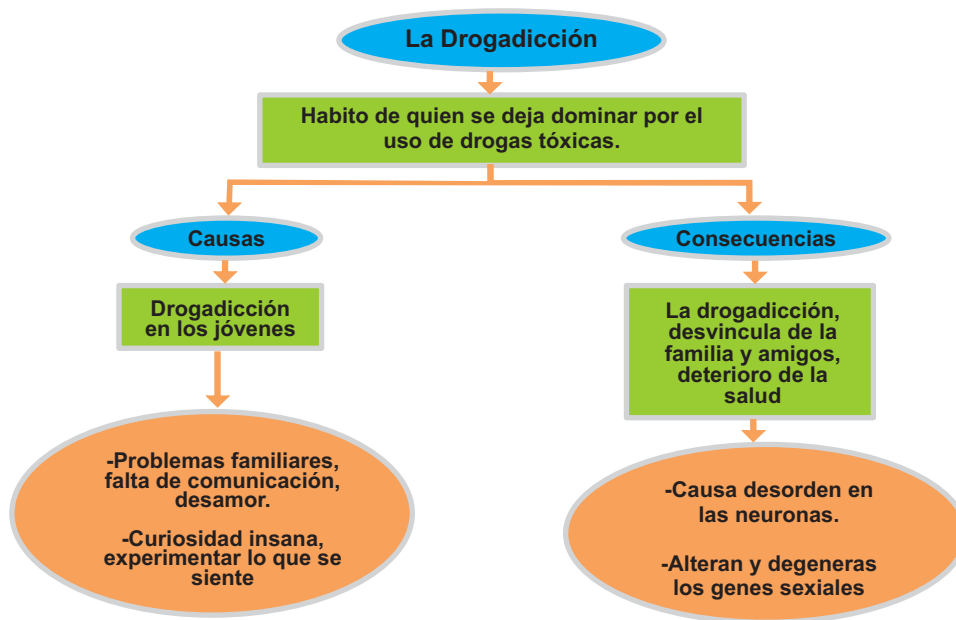 La Drogadicción
Habito de quien se deja dominar por el
uso de drogas tóxicas.
Causas
Drogadicción
en los jóvenes
-Problemas familiares,
falta de comunicación,
desamor.
-Curiosidad insana,
experimentar lo que se
siente
Consecuencias
La drogadicción,
desvincula de la
familia y amigos,
deterioro de la
salud
-Causa desorden en
las neuronas.
-Alteran y degeneras
los genes sexiales